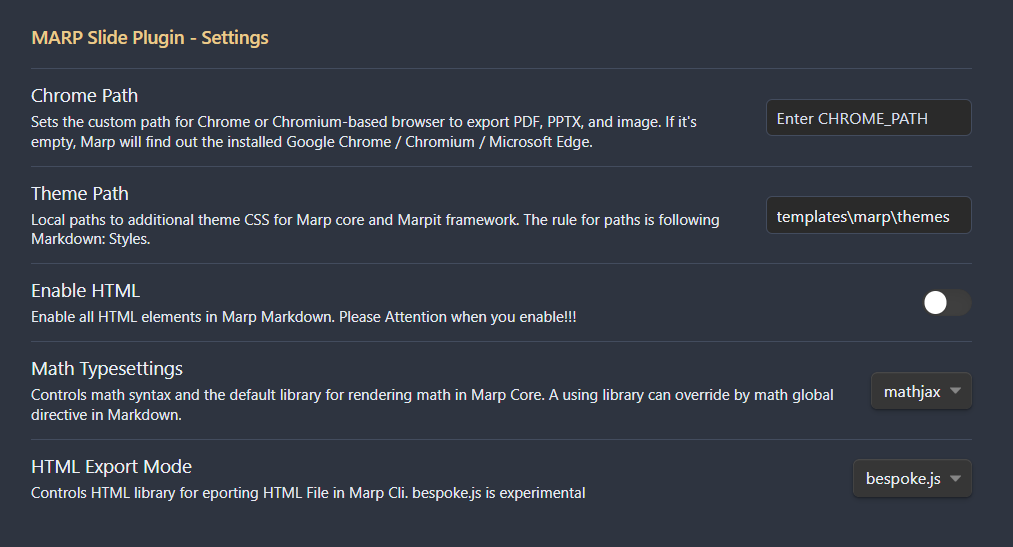 MARP Slide Plugin - Settings
Chrome Path
Sets the custom path for Chrome or Chromium-based browser to export PDF, PPTX, and image. If it's
empty, Marp will find out the installed Google Chrome / Chromium / Microsoft Edge.
Enter CHROME_PATH
Theme Path
Local paths to additional theme CSS for Marp core and Marpit framework. The rule for paths is following
Markdown: Styles.
templates\marp\themes
Enable HTML
Enable all HTML elements in Marp Markdown. Please Attention when you enable!!!
Math Typesettings
Controls math syntax and the default library for rendering math in Marp Core. A using library can override by math global
directive in Markdown.
mathjax
HTML Export Mode
Controls HTML library for eporting HTML File in Marp Cli. bespoke.js is experimental
bespoke.js